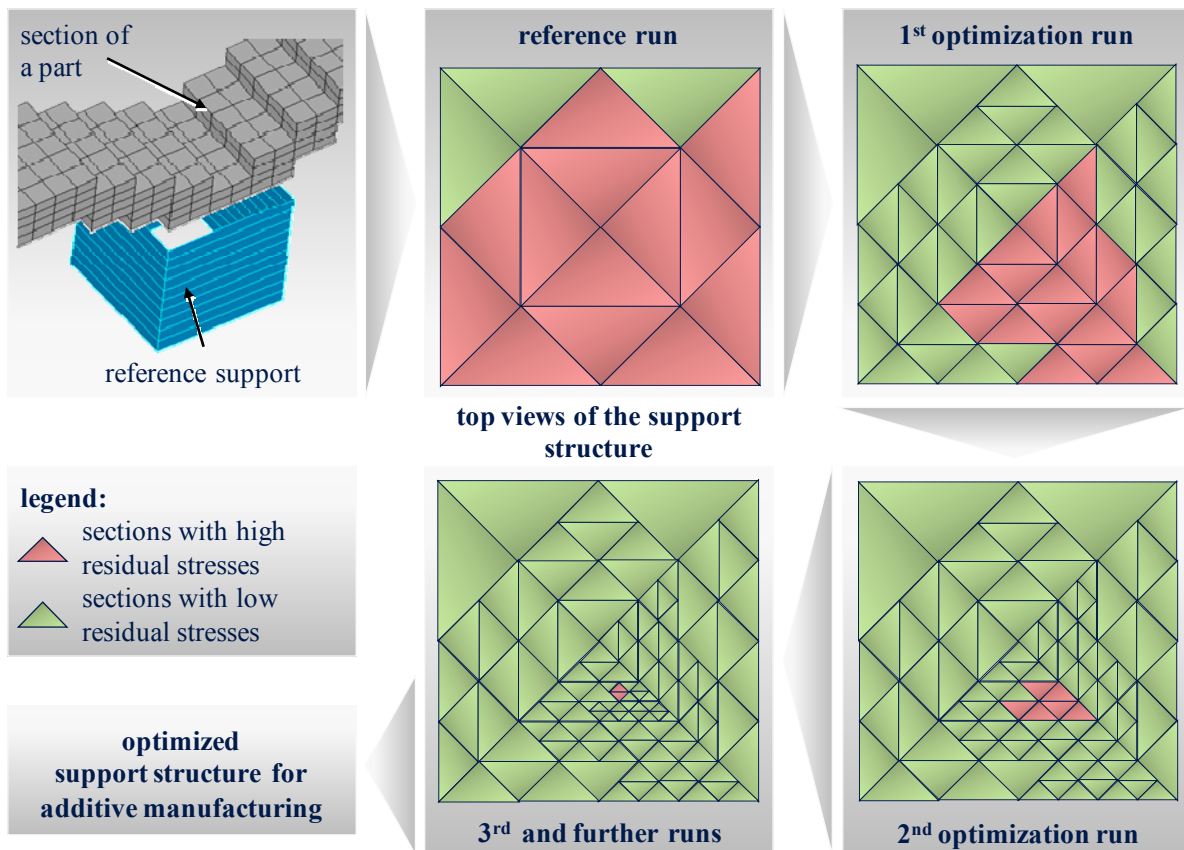 section of
a part
reference support
reference run
1st optimization run
top views of the support
structure
legend:
sections with high
residual stresses
sections with low
residual stresses
optimized
support structure for
additive manufacturing
3rd and further runs
2nd optimization run